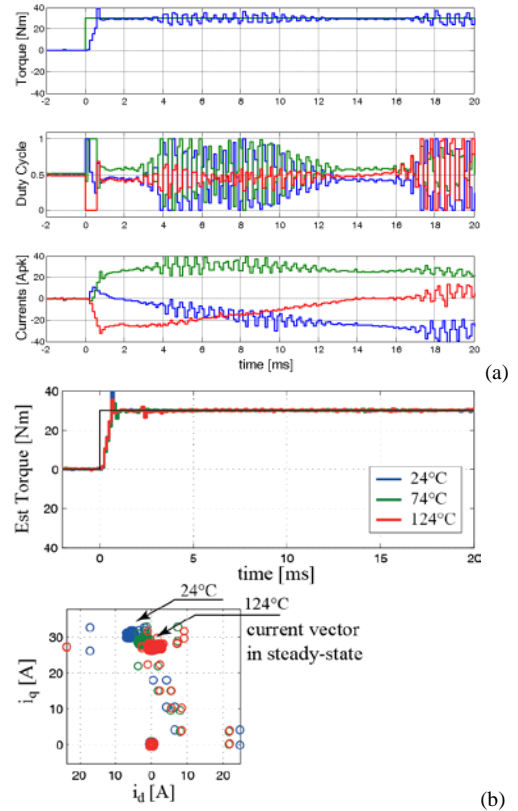 Torque [Nm]
40
20
0
20
40
-2 0 2 4 6 8 10 12 14 16 18 20
Duty Cycle
1
0.5
0
-2 0 2 4 6 8 10 12 14 16 18 20
Currents [Apk]
40
20
0
-20
-40
-2 0 2 4 6 8 10 12 14 16 18 20
time [ms]
(a)
Est Torque [Nm]
40
20
0
20
40
-2 0 5 10 15 20
time [ms]
24°C
74°C
124°C
24°C
124°C
current vector
in steady-state
i_q [A]
30
20
10
0
20 10 0 10 20
i_d [A]
(b)